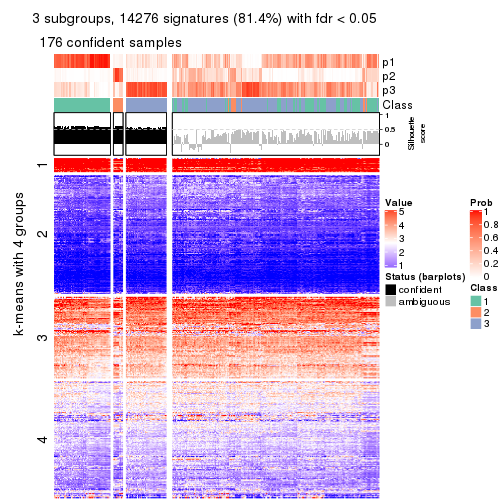 3 subgroups, 14276 signatures (81.4%) with fdr < 0.05
176 confident samples
p1
p2
p3
Class
1
0.5
0
Silhouette
score
k-means with 4 groups
1
2
3
4
Value
5
4
3
2
1
Status (barplots)
confident
ambiguous
Prob
1
0.8
0.6
0.4
0.2
0
Class
1
2
3